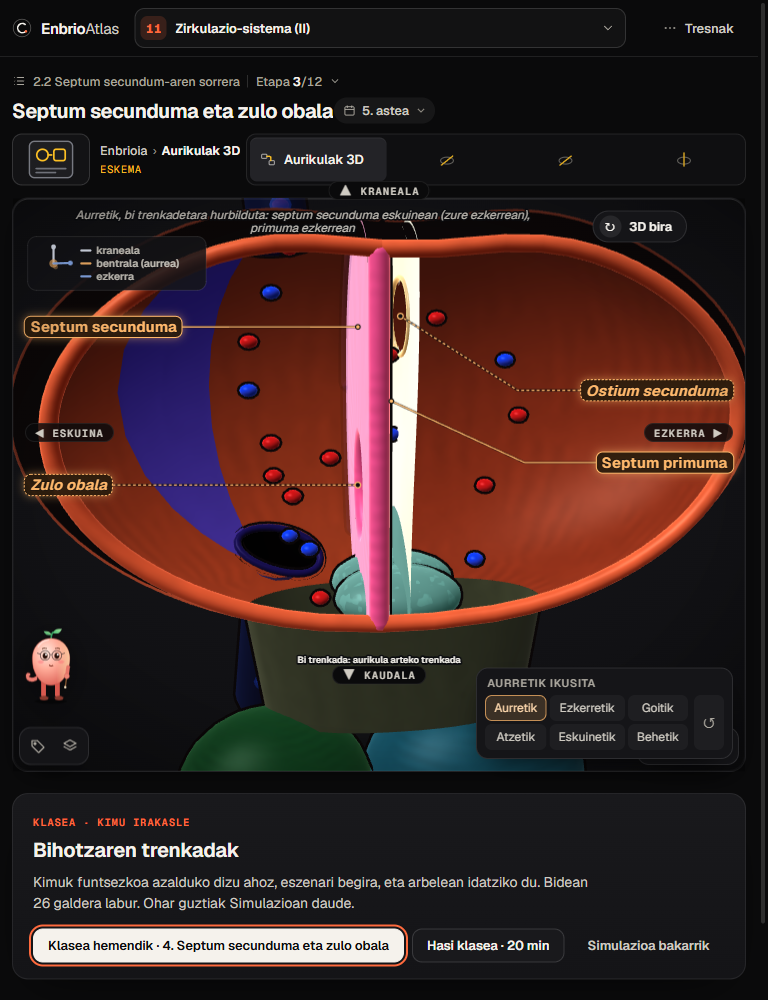 EnbrioAtlas
11 Zirkulazio-sistema (II)
Tresnak
2.2 Septum secundum-aren sorrera
Etapa 3/12
Septum secunduma eta zulo obala
5. astea
Enbrioia › Aurikulak 3D
ESKEMA
Aurikulak 3D
▲ KRANEALA
Aurretik, bi trenkadetara hurbilduta: septum secunduma eskuinean (zure ezkerrean),
primuma ezkerrean
3D bira
kraneala
bentrala (aurrea)
ezkerra
Septum secunduma
Ostium secunduma
◀ ESKUINA
EZKERRA ▶
Septum primuma
Zulo obala
Bi trenkada: aurikula arteko trenkada
▼ KAUDALA
AURRETIK IKUSITA
Aurretik Ezkerretik Goitik
Atzetik Eskuinetik Behetik
KLASEA · KIMU IRAKASLE
Bihotzaren trenkadak
Kimuk funtsezkoa azalduko dizu ahoz, eszenari begira, eta arbelean idatziko du. Bidean
26 galdera labur. Ohar guztiak Simulazioan daude.
Klasea hemendik · 4. Septum secunduma eta zulo obala
Hasi klasea · 20 min
Simulazioa bakarrik